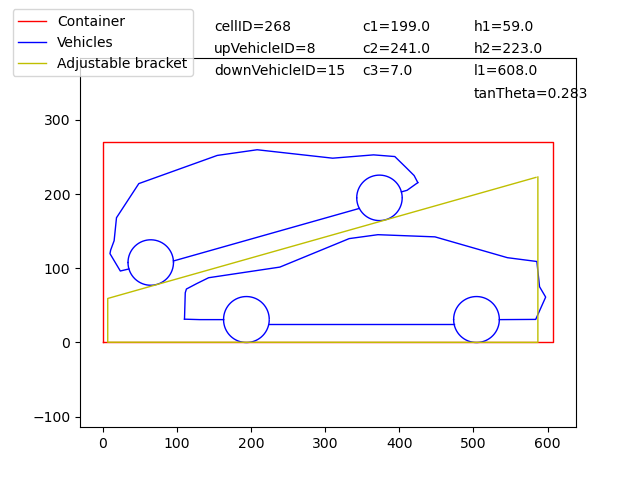 Container
Vehicles
Adjustable bracket
cellID=268
upVehicleID=8
downVehicleID=15
c1=199.0
c2=241.0
c3=7.0
h1=59.0
h2=223.0
l1=608.0
tanTheta=0.283
300
200
100
0
−100
0 100 200 300 400 500 600